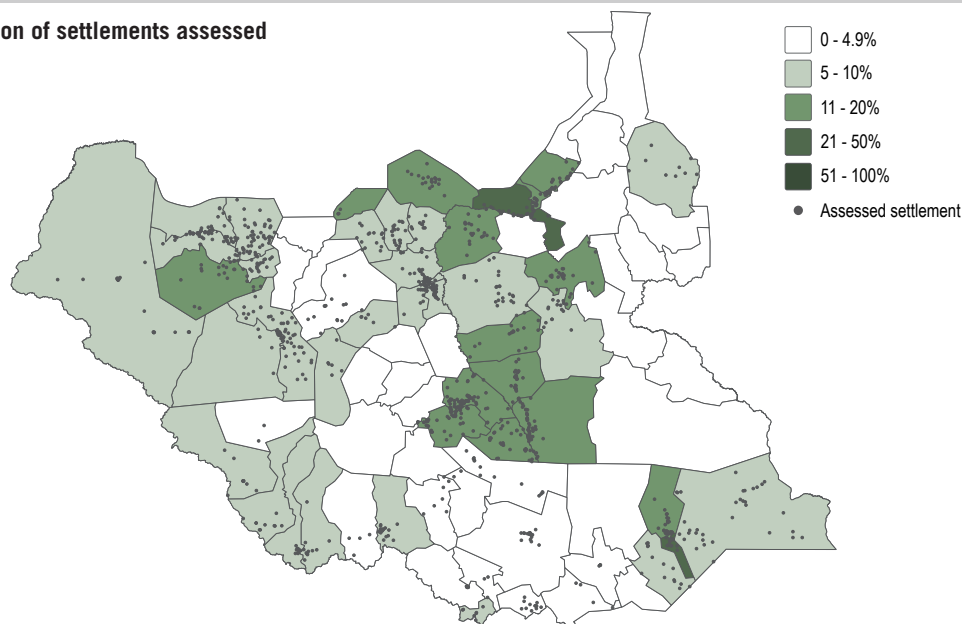 on of settlements assessed
0 - 4.9%
5 - 10%
11 - 20%
21 - 50%
51 - 100%
Assessed settlement